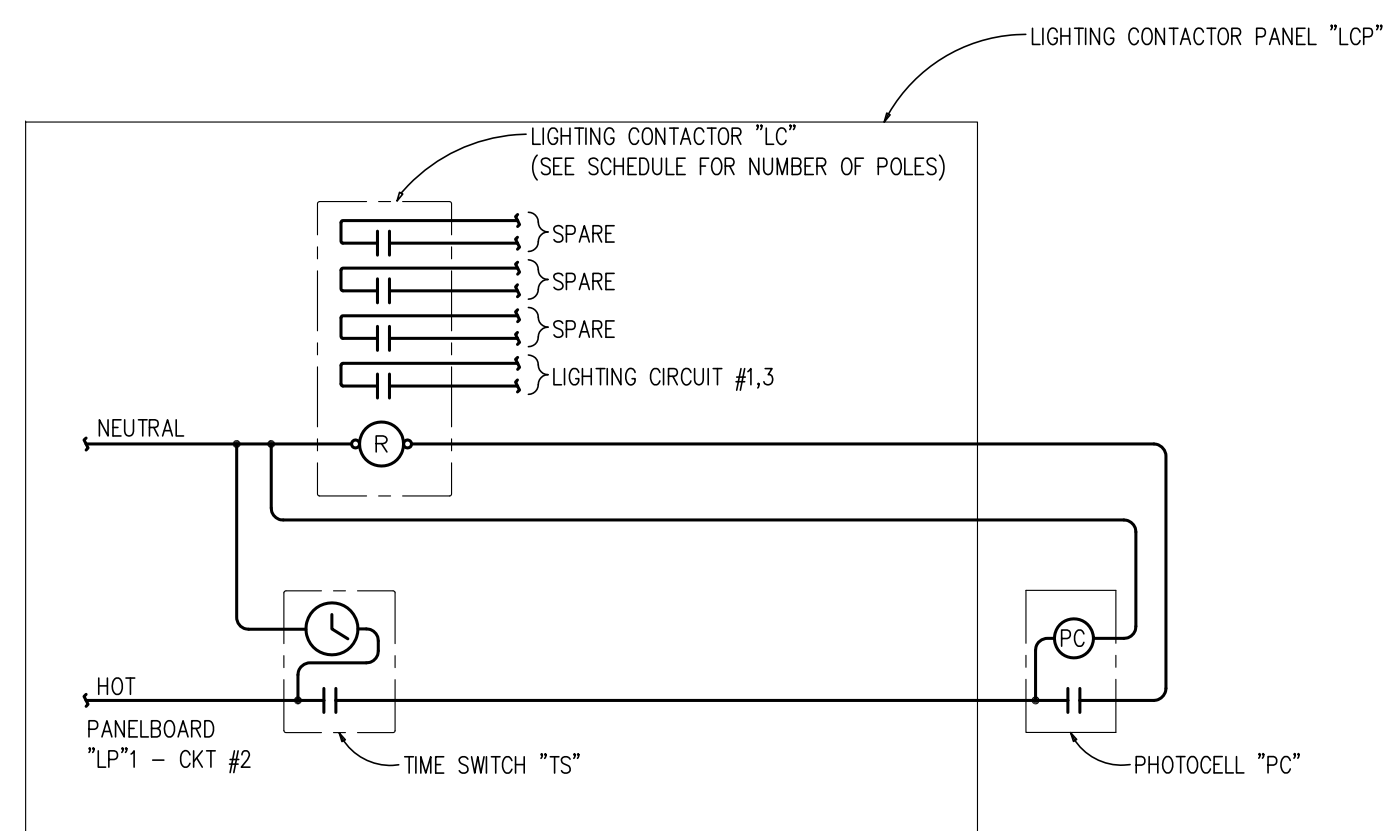 LIGHTING CONTACTOR PANEL "LCP"
LIGHTING CONTACTOR "LC"
(SEE SCHEDULE FOR NUMBER OF POLES)
SPARE
SPARE
SPARE
LIGHTING CIRCUIT #1,3
NEUTRAL
R
PC
HOT
PANELBOARD
"LP"1 - CKT #2
TIME SWITCH "TS"
PHOTOCELL "PC"